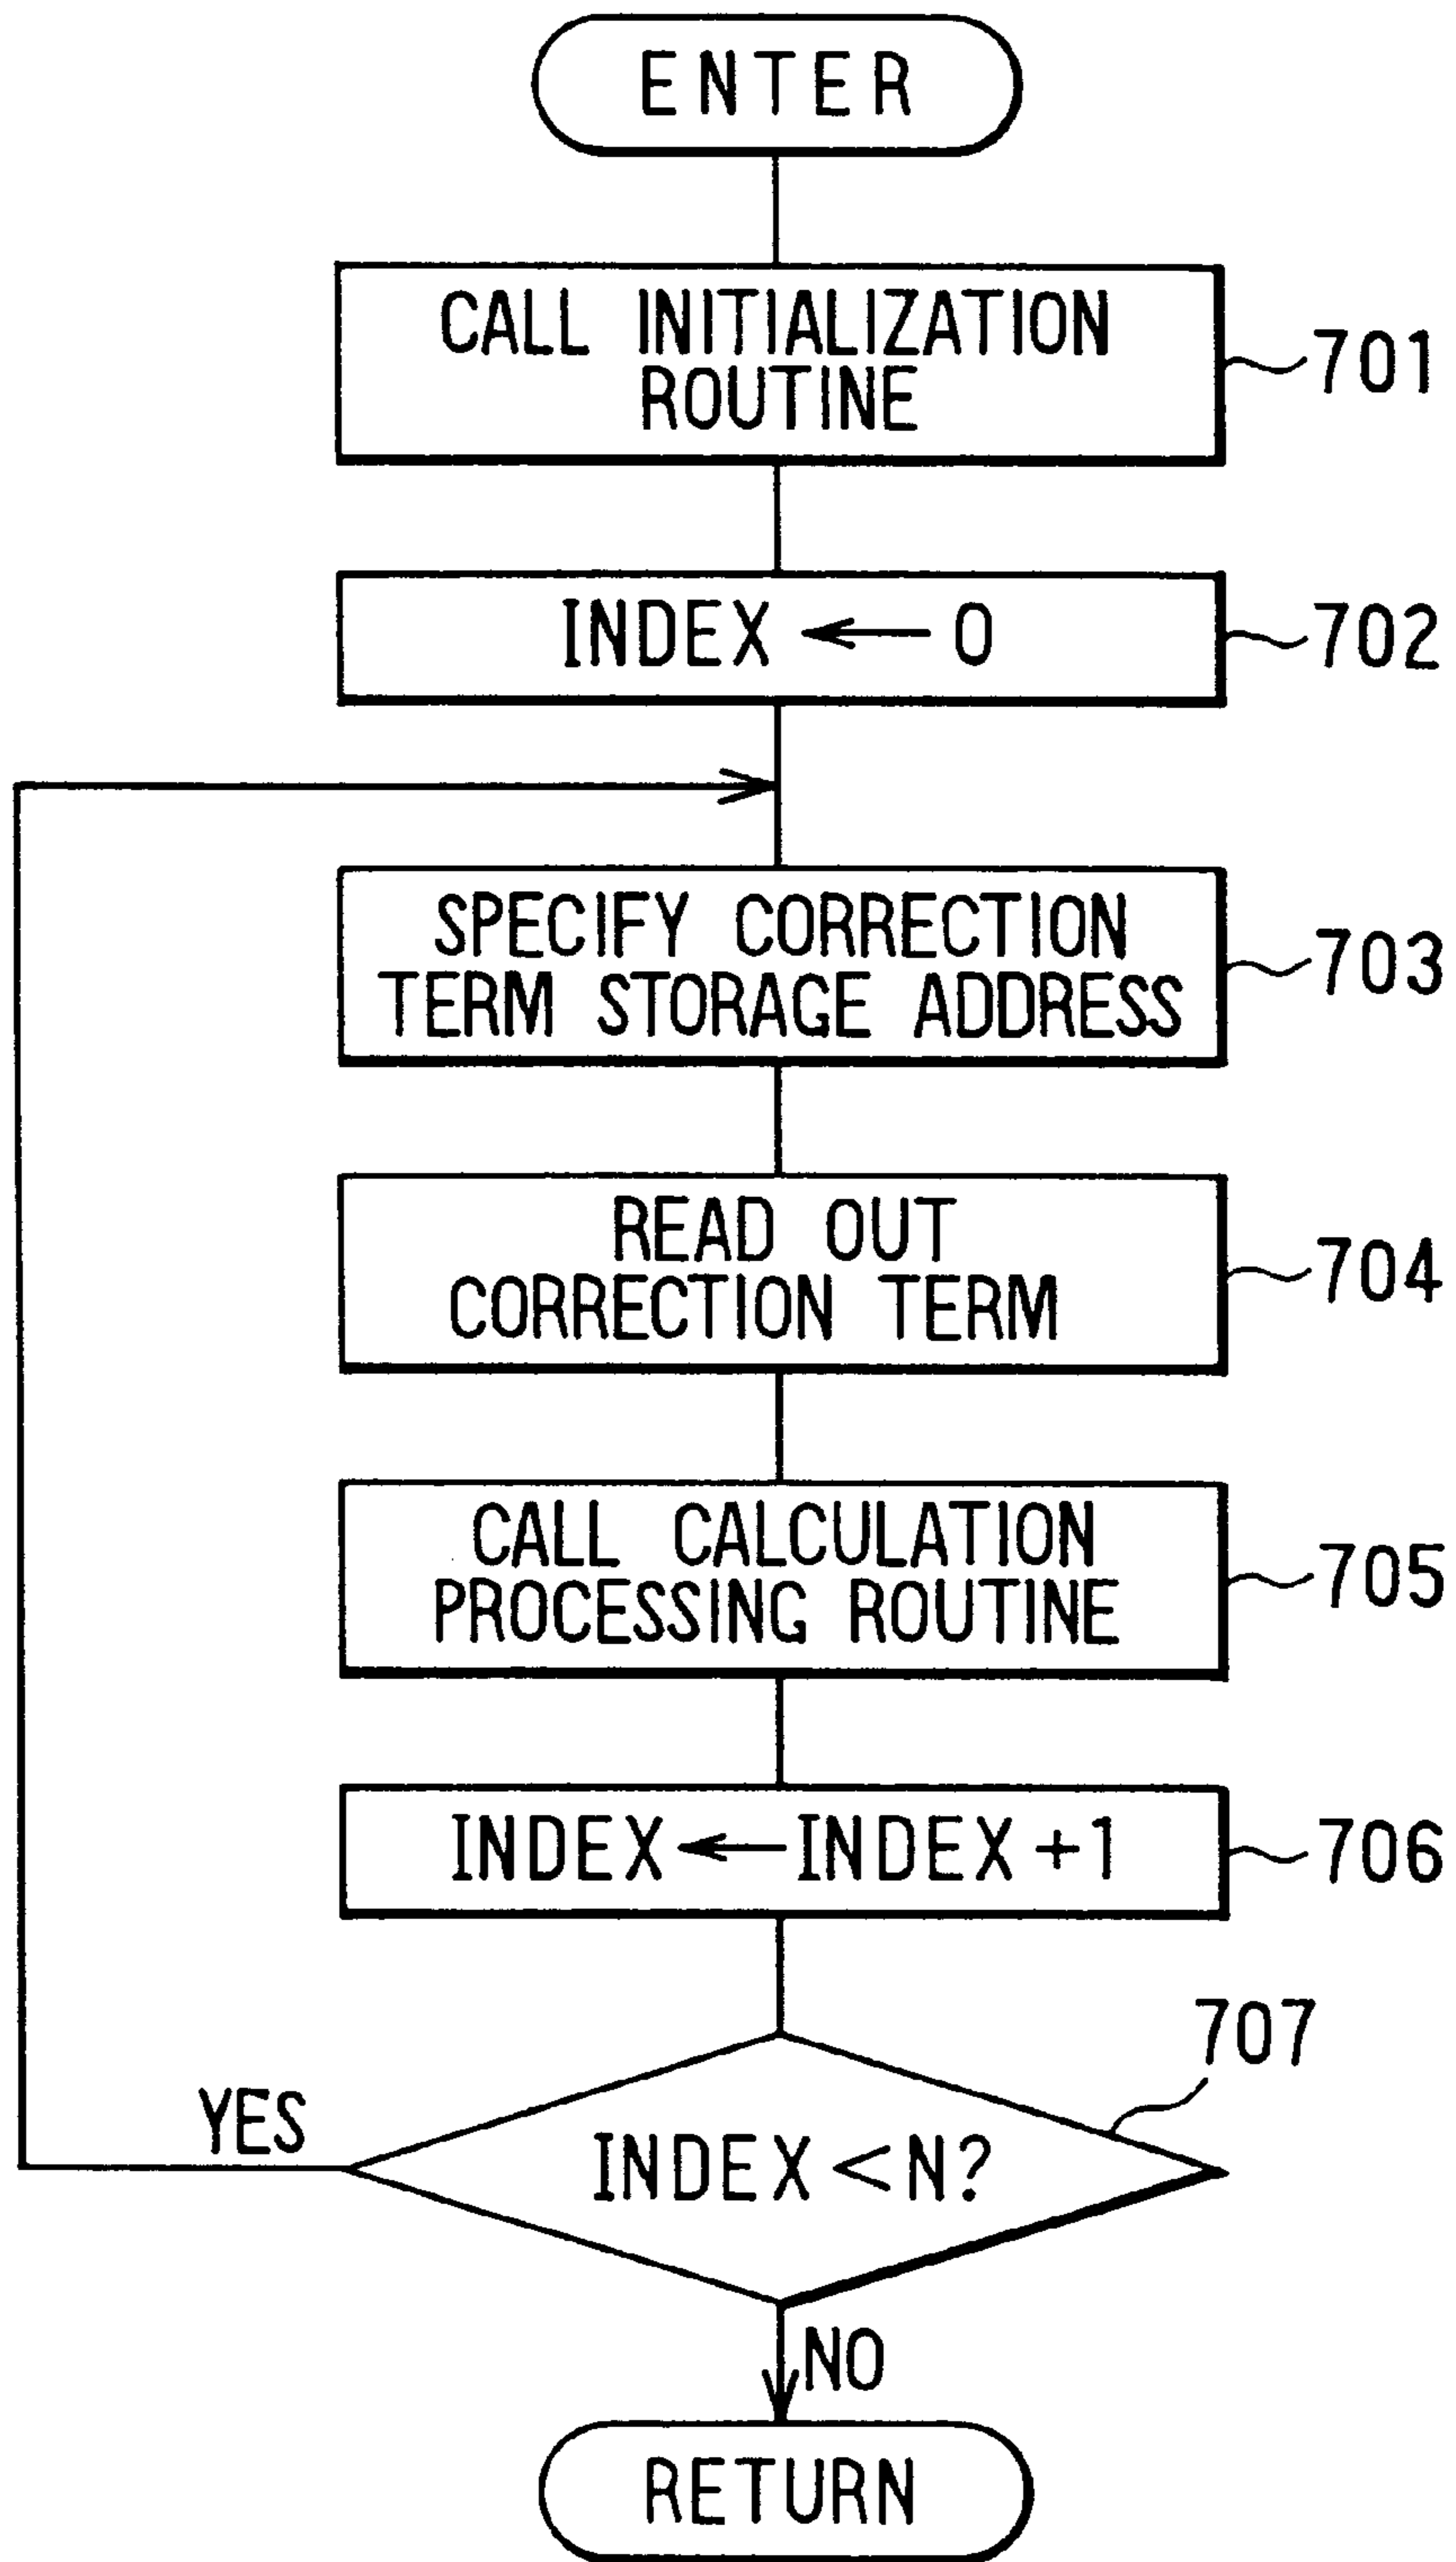 ENTER
CALL INITIALIZATION
ROUTINE
701
INDEX ← 0
702
SPECIFY CORRECTION
TERM STORAGE ADDRESS
703
READ OUT
CORRECTION TERM
704
CALL CALCULATION
PROCESSING ROUTINE
705
INDEX ← INDEX +1
706
707
YES
INDEX < N?
NO
RETURN